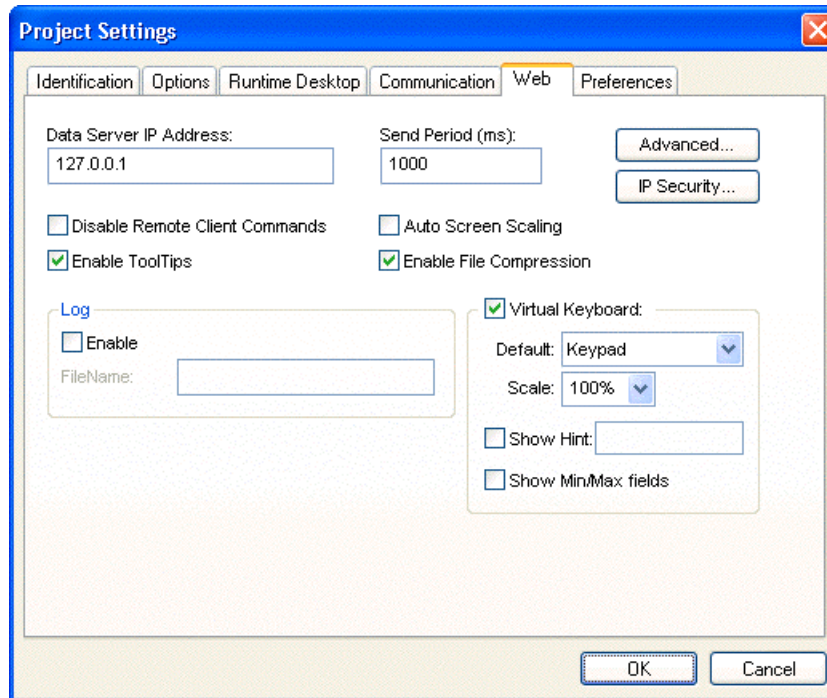 Project Settings
Identification Options Runtime Desktop Communication Web Preferences
Data Server IP Address: Send Period (ms):
127.0.0.1 1000 Advanced...
IP Security...
Disable Remote Client Commands Auto Screen Scaling
Enable ToolTips Enable File Compression
Log Virtual Keyboard:
Enable
Default: Keypad
FileName:
Scale: 100%
Show Hint:
Show Min/Max fields
OK Cancel